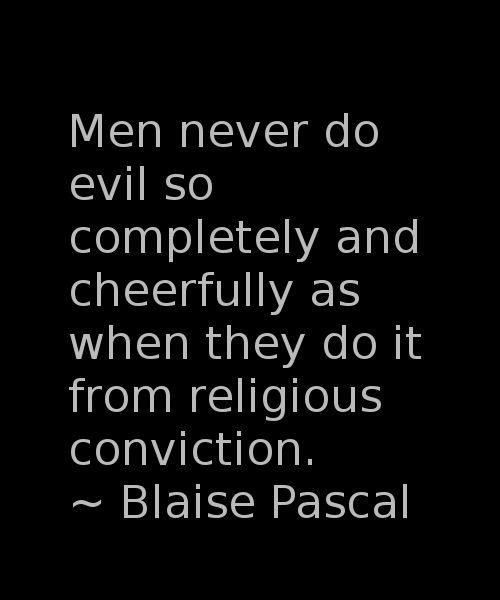 Men never do
evil so
completely and
cheerfully as
when they do it
from religious
conviction.
~ Blaise Pascal